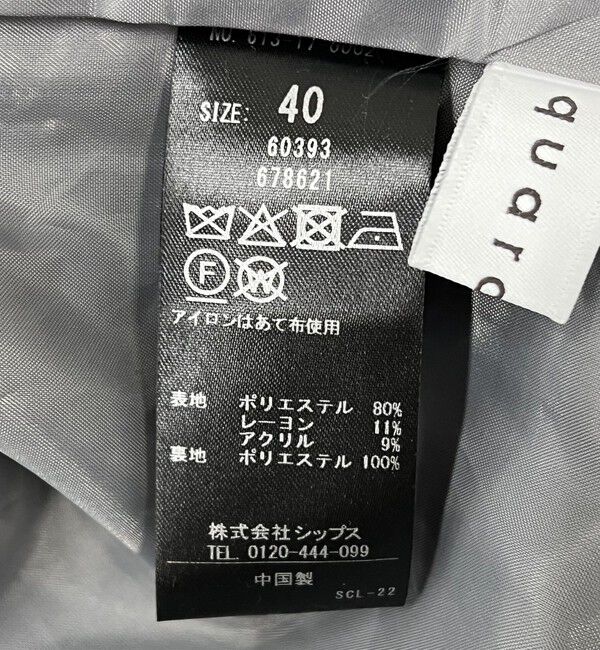 SIZE: 40
60393
678621
F
W
アイロンはあて布使用
表地 ポリエステル 80%
レーヨン 11%
アクリル 9%
裏地 ポリエステル 100%
株式会社シップス
TEL. 0120-444-099
中国製
SCL-22
quar